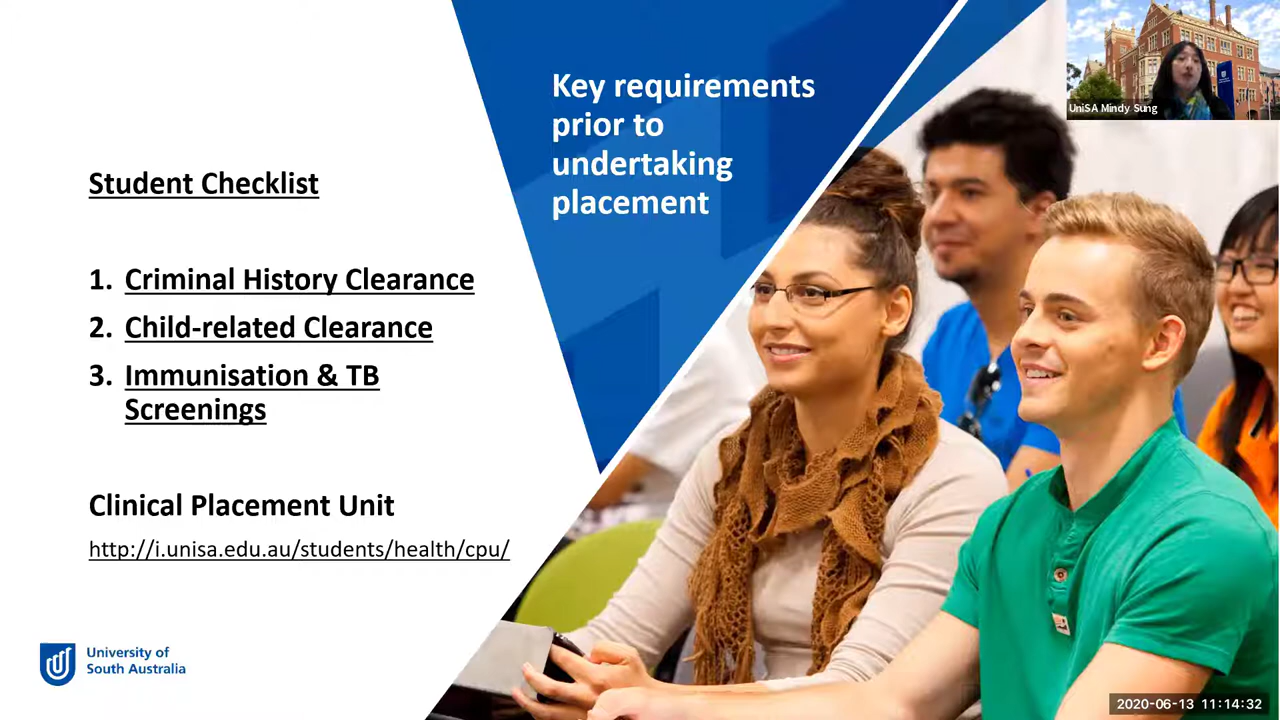 Key requirements
prior to
undertaking
placement
UniSA Mindy Sung
Student Checklist
1. Criminal History Clearance
2. Child-related Clearance
3. Immunisation & TB
Screenings
Clinical Placement Unit
http://i.unisa.edu.au/students/health/cpu/
University of
South Australia
2020-06-13 11:14:32